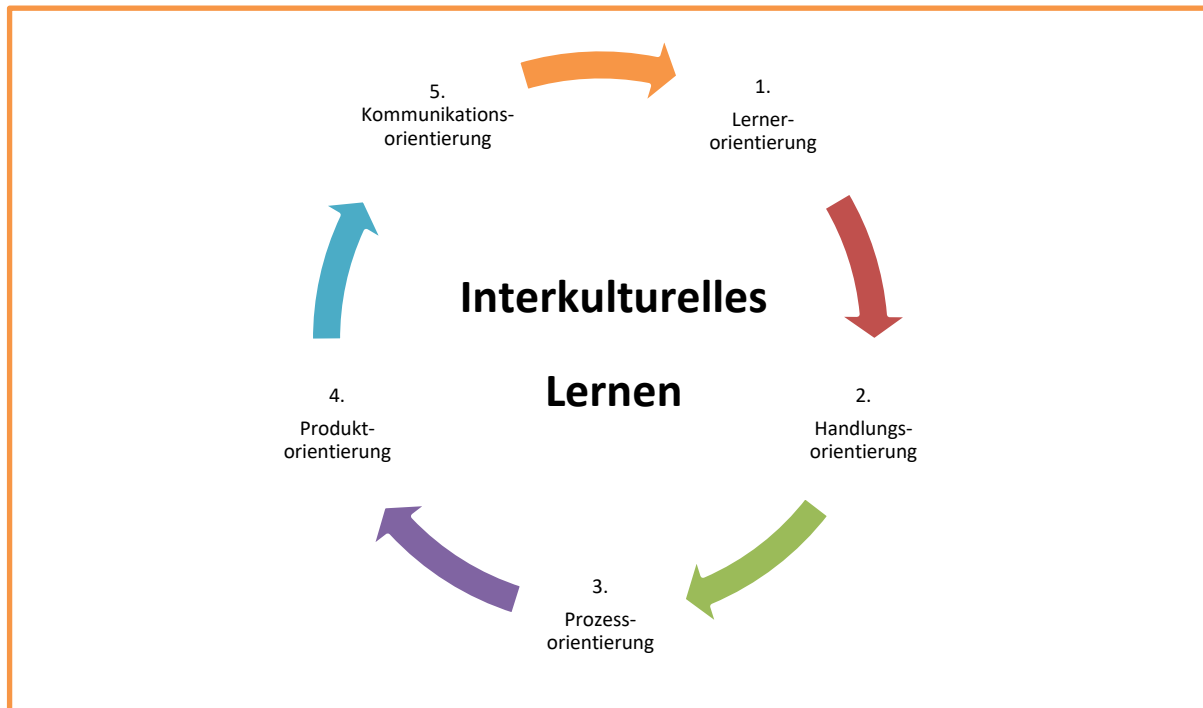 1.
Lerner-
orientierung
2.
Handlungs-
orientierung
3.
Prozess-
orientierung
4.
Produkt-
orientierung
5.
Kommunikations-
orientierung
Interkulturelles
Lernen